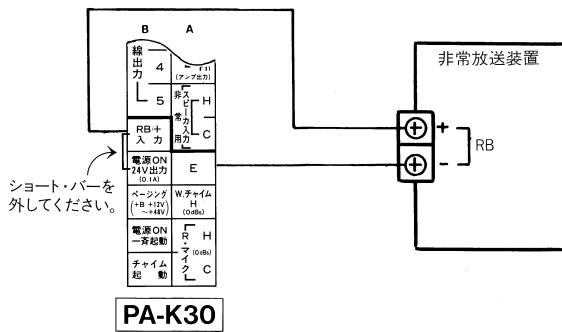 B A
線出力
4
(アンプ出力)
5
非常用
スピーカ入力
H
C
RB/+
入力
電源ON
24V出力
(0.1A)
E
ページング
(+B +12V
～+48V)
W.チャイム
H
(0dBs)
電源ON
一斉起動
R・マイク
H
(0dBs)
C
チャイム
起動
ショート・バーを
外してください。
PA-K30
非常放送装置
+
-
RB